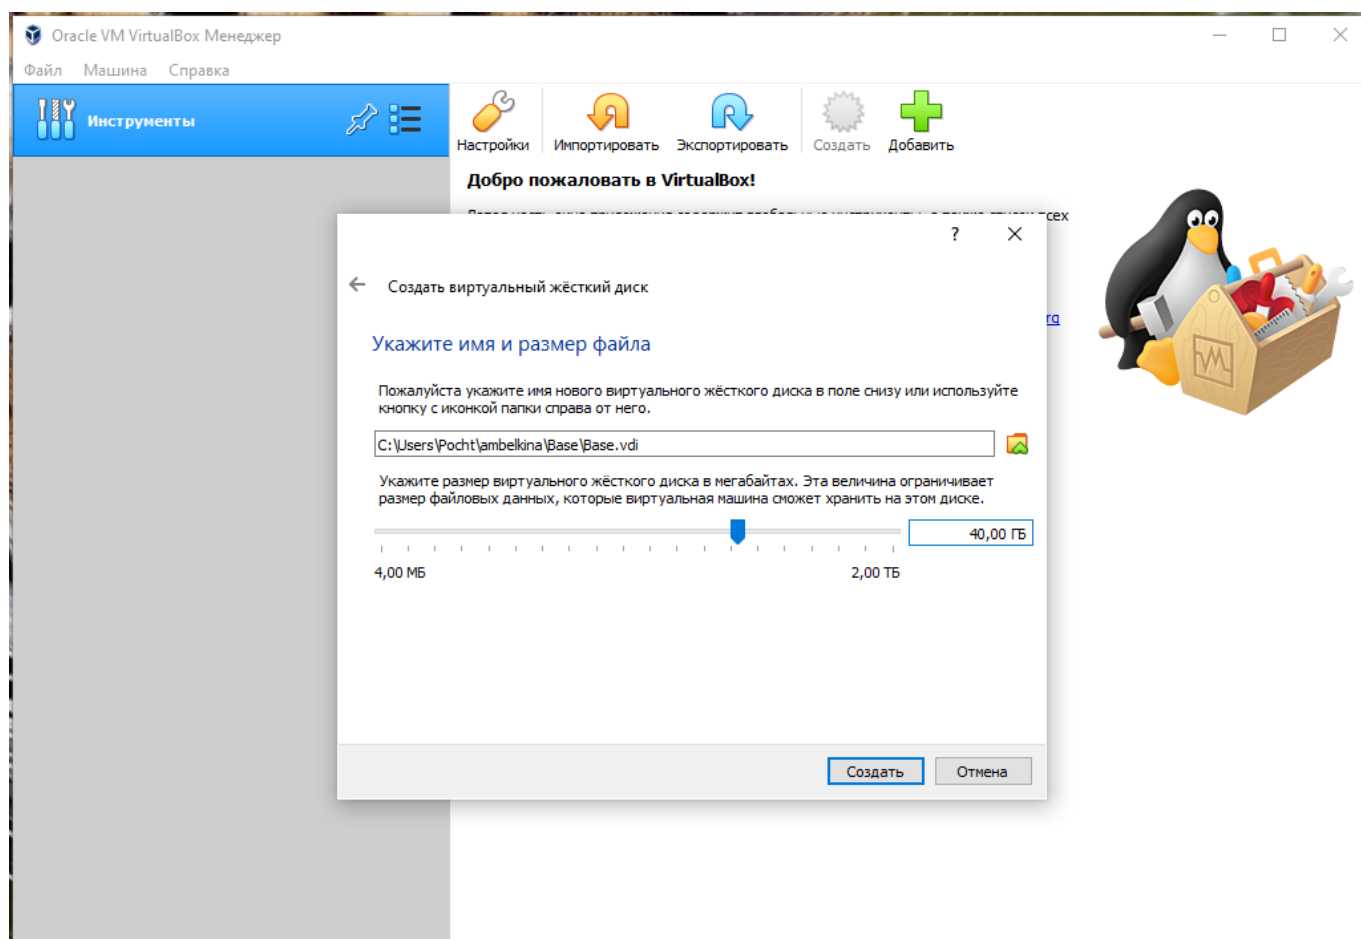 Oracle VM VirtualBox Менеджер
Файл Машина Справка
Инструменты
Настройки Импортировать Экспортировать Создать Добавить
Добро пожаловать в VirtualBox!
сех
?
Создать виртуальный жёсткий диск
rg
Укажите имя и размер файла
Пожалуйста укажите имя нового виртуального жёсткого диска в поле снизу или используйте
кнопку с иконкой папки справа от него.
C:\Users\Pocht\ambelkina\Base\Base.vdi
Укажите размер виртуального жёсткого диска в мегабайтах. Эта величина ограничивает
размер файловых данных, которые виртуальная машина сможет хранить на этом диске.
40,00 ГБ
4,00 МБ 2,00 ТБ
Создать Отмена